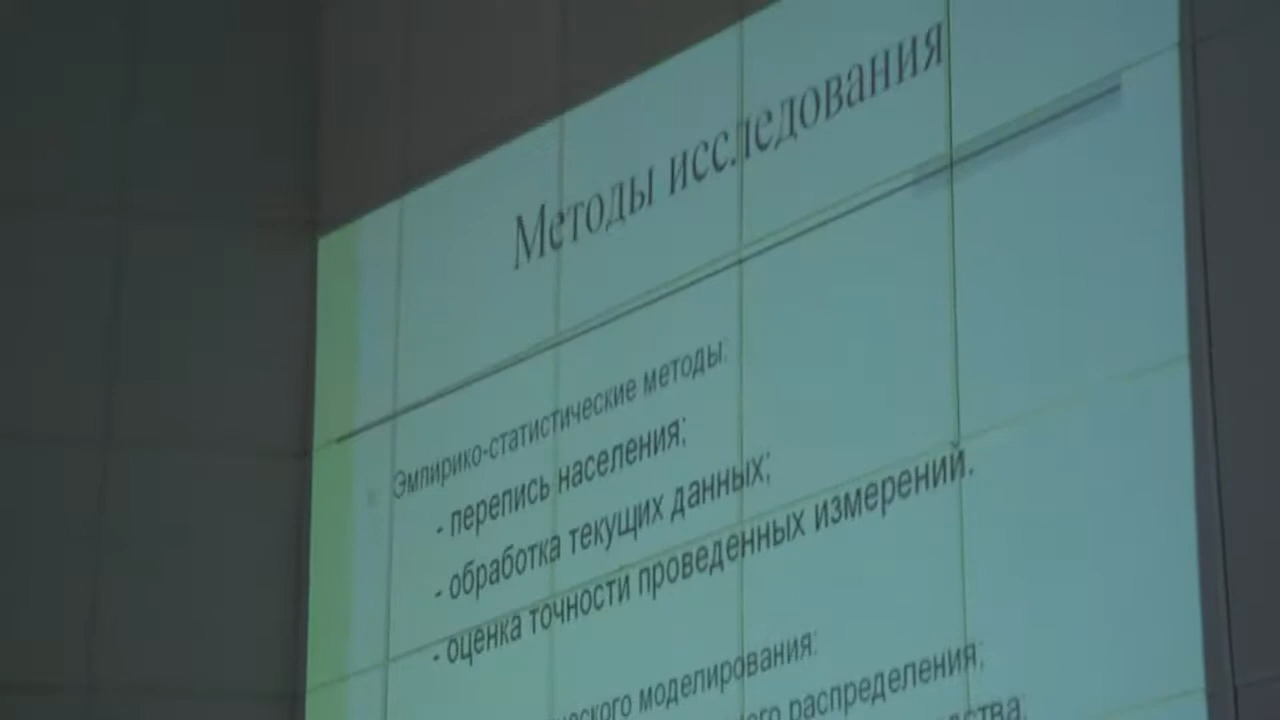 Методы исследования
Эмпирико-статистические методы:
- перепись населения;
- обработка текущих данных;
- оценка точности проведенных измерений.
моделирования:
распределения;